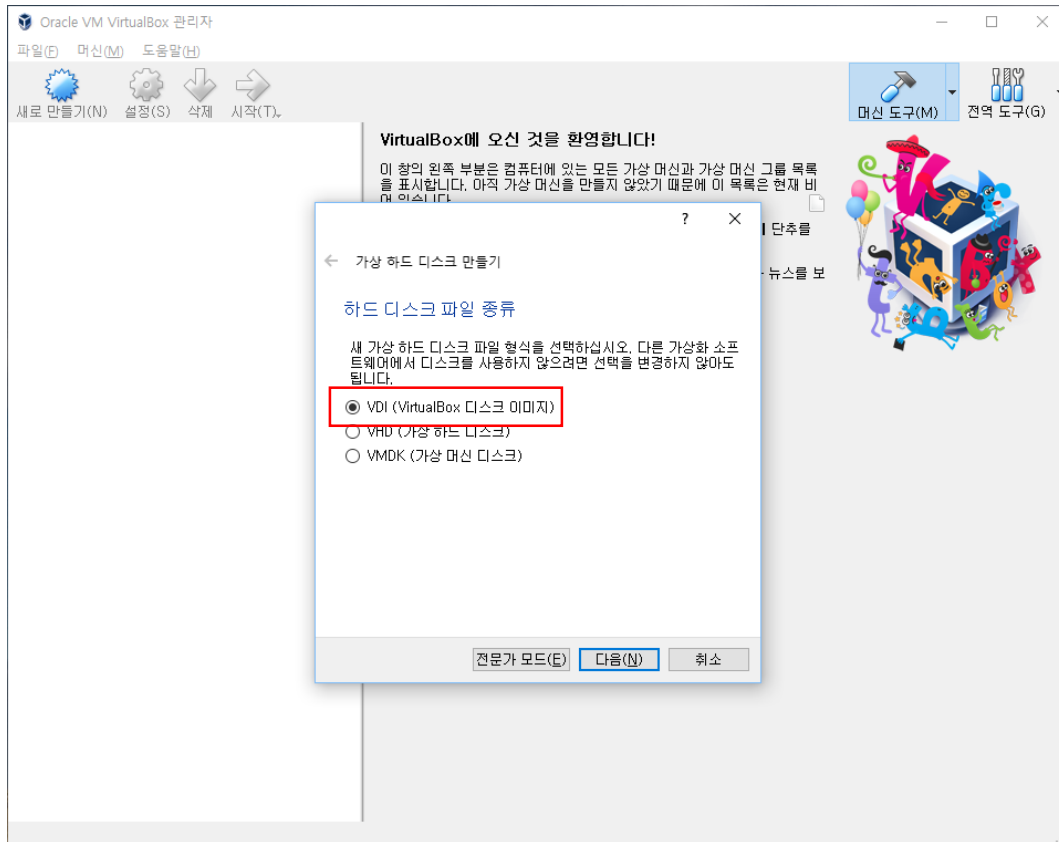 Oracle VM VirtualBox 관리자
파일(F) 머신(M) 도움말(H)
새로 만들기(N) 설정(S) 삭제 시작(T)
머신 도구(M) 전역 도구(G)
VirtualBox에 오신 것을 환영합니다!
이 창의 왼쪽 부분은 컴퓨터에 있는 모든 가상 머신과 가상 머신 그룹 목록
을 표시합니다. 아직 가상 머신을 만들지 않았기 때문에 이 목록은 현재 비
어 있습니다.
단추를
뉴스를 보
?
가상 하드 디스크 만들기
하드 디스크 파일 종류
새 가상 하드 디스크 파일 형식을 선택하십시오. 다른 가상화 소프
트웨어에서 디스크를 사용하지 않으려면 선택을 변경하지 않아도
됩니다.
VDI (VirtualBox 디스크 이미지)
VHD (가상 하드 디스크)
VMDK (가상 머신 디스크)
전문가 모드(E) 다음(N) 취소